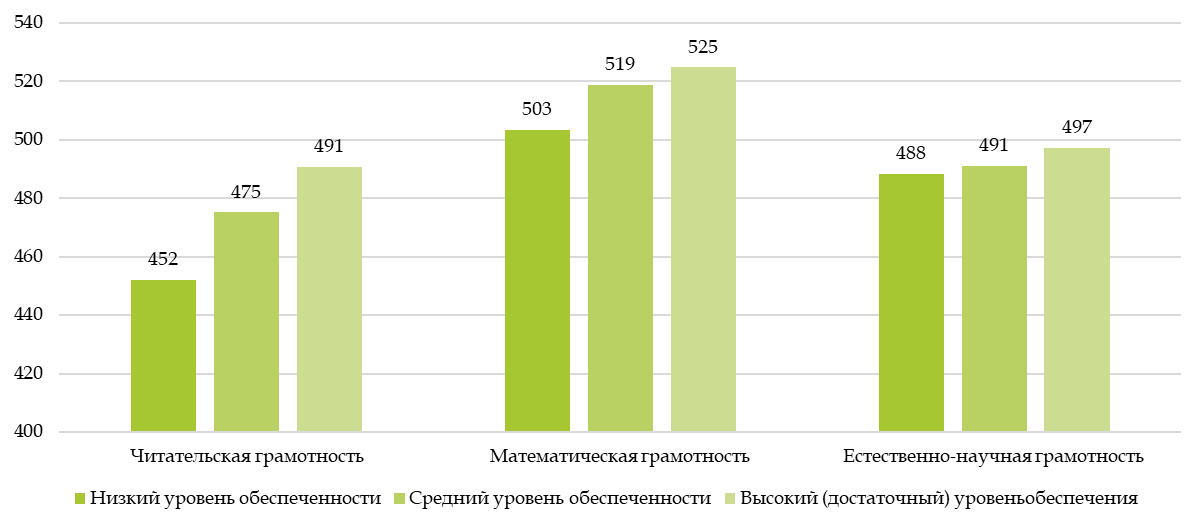 540
520
500
480
460
440
420
400
452
475
491
503
519
525
488
491
497
Читательская грамотность
Математическая грамотность
Естественно-научная грамотность
Низкий уровень обеспеченности
Средний уровень обеспеченности
Высокий (достаточный) уровеньобеспечения